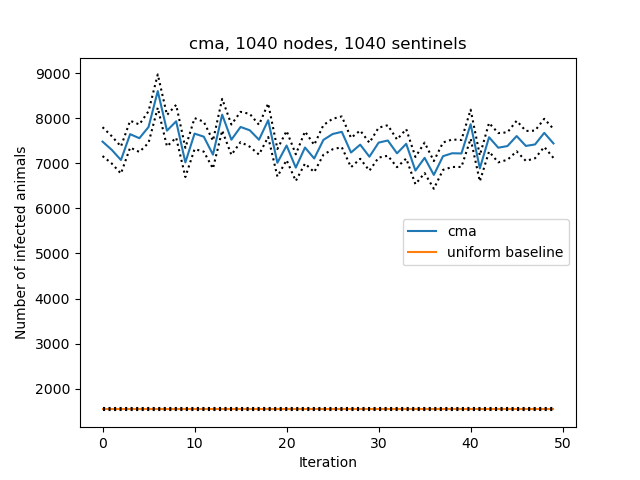 cma, 1040 nodes, 1040 sentinels
Number of infected animals
9000
8000
7000
6000
5000
4000
3000
2000
cma
uniform baseline
0
10
20
30
40
50
Iteration